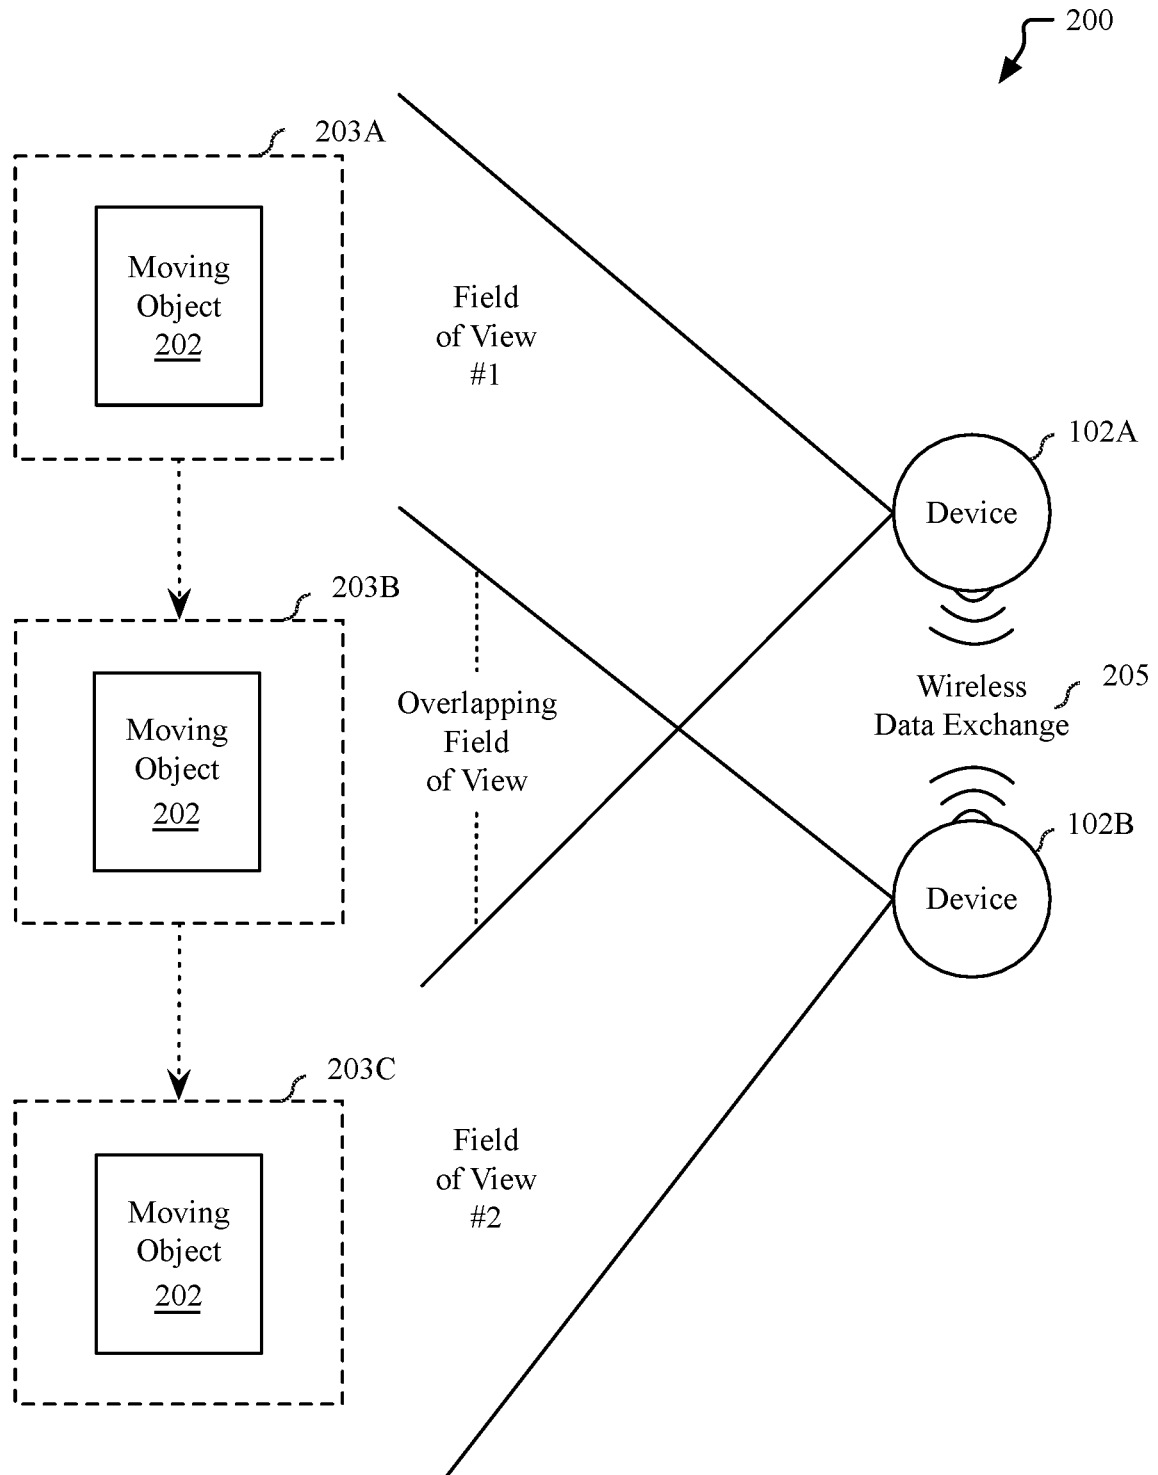 200
203A
Moving
Object
202
Field
of View
#1
102A
Device
203B
Moving
Object
202
Overlapping
Field
of View
Wireless
Data Exchange
205
102B
Device
203C
Moving
Object
202
Field
of View
#2